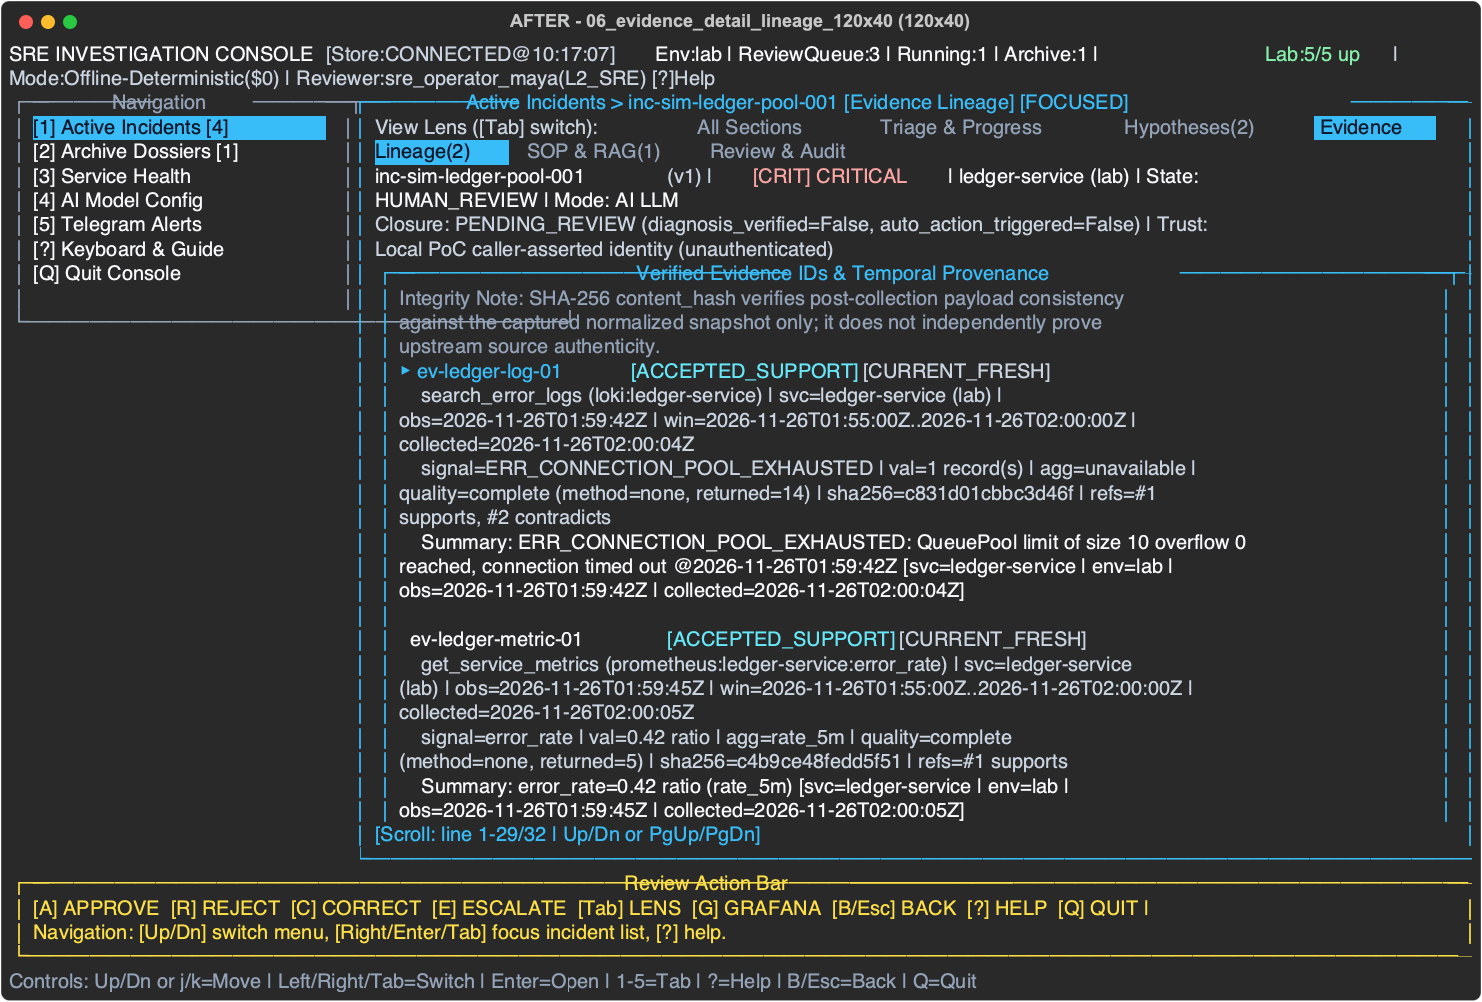 AFTER - 06_evidence_detail_lineage_120x40 (120x40)
SRE INVESTIGATION CONSOLE [Store:CONNECTED@10:17:07] Env:lab | ReviewQueue:3 | Running:1 | Archive:1 | Lab:5/5 up |
Mode:Offline-Deterministic($0) | Reviewer:sre_operator_maya(L2_SRE) [?]Help
Navigation
[1] Active Incidents [4]
[2] Archive Dossiers [1]
[3] Service Health
[4] AI Model Config
[5] Telegram Alerts
[?] Keyboard & Guide
[Q] Quit Console
Active Incidents > inc-sim-ledger-pool-001 [Evidence Lineage] [FOCUSED]
View Lens ([Tab] switch): All Sections Triage & Progress Hypotheses(2) Evidence
Lineage(2) SOP & RAG(1) Review & Audit
inc-sim-ledger-pool-001 (v1) | [CRIT] CRITICAL | ledger-service (lab) | State:
HUMAN_REVIEW | Mode: AI LLM
Closure: PENDING_REVIEW (diagnosis_verified=False, auto_action_triggered=False) | Trust:
Local PoC caller-asserted identity (unauthenticated)
Verified Evidence IDs & Temporal Provenance
Integrity Note: SHA-256 content_hash verifies post-collection payload consistency
against the captured normalized snapshot only; it does not independently prove
upstream source authenticity.
▸ ev-ledger-log-01 [ACCEPTED_SUPPORT] [CURRENT_FRESH]
search_error_logs (loki:ledger-service) | svc=ledger-service (lab) |
obs=2026-11-26T01:59:42Z | win=2026-11-26T01:55:00Z..2026-11-26T02:00:00Z |
collected=2026-11-26T02:00:04Z
signal=ERR_CONNECTION_POOL_EXHAUSTED | val=1 record(s) | agg=unavailable |
quality=complete (method=none, returned=14) | sha256=c831d01cbbc3d46f | refs=#1
supports, #2 contradicts
Summary: ERR_CONNECTION_POOL_EXHAUSTED: QueuePool limit of size 10 overflow 0
reached, connection timed out @2026-11-26T01:59:42Z [svc=ledger-service | env=lab |
obs=2026-11-26T01:59:42Z | collected=2026-11-26T02:00:04Z]
ev-ledger-metric-01 [ACCEPTED_SUPPORT] [CURRENT_FRESH]
get_service_metrics (prometheus:ledger-service:error_rate) | svc=ledger-service
(lab) | obs=2026-11-26T01:59:45Z | win=2026-11-26T01:55:00Z..2026-11-26T02:00:00Z |
collected=2026-11-26T02:00:05Z
signal=error_rate | val=0.42 ratio | agg=rate_5m | quality=complete
(method=none, returned=5) | sha256=c4b9ce48fedd5f51 | refs=#1 supports
Summary: error_rate=0.42 ratio (rate_5m) [svc=ledger-service | env=lab |
obs=2026-11-26T01:59:45Z | collected=2026-11-26T02:00:05Z]
[Scroll: line 1-29/32 | Up/Dn or PgUp/PgDn]
Review Action Bar
[A] APPROVE [R] REJECT [C] CORRECT [E] ESCALATE [Tab] LENS [G] GRAFANA [B/Esc] BACK [?] HELP [Q] QUIT |
Navigation: [Up/Dn] switch menu, [Right/Enter/Tab] focus incident list, [?] help.
Controls: Up/Dn or j/k=Move | Left/Right/Tab=Switch | Enter=Open | 1-5=Tab | ?=Help | B/Esc=Back | Q=Quit